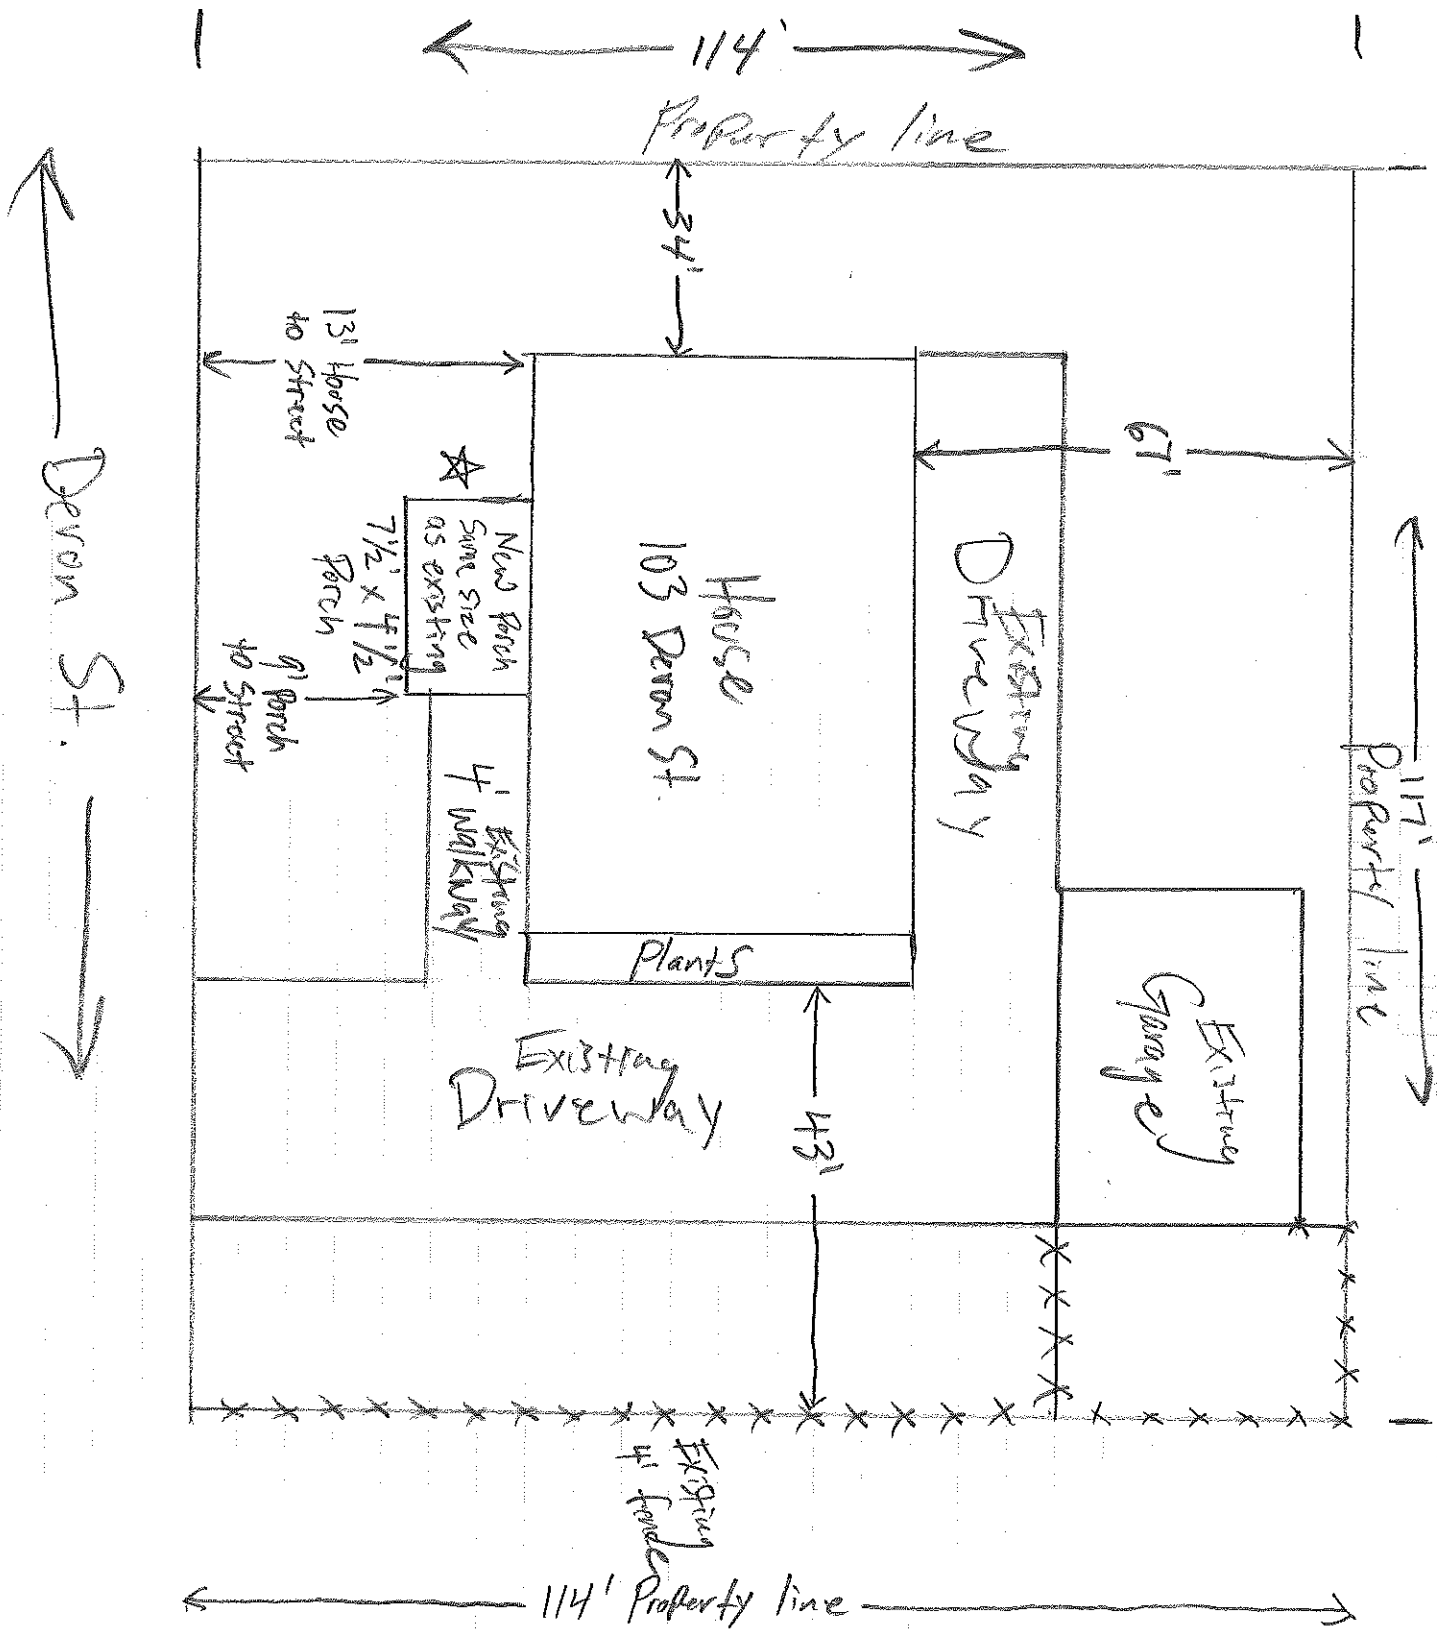 114'
Property line
34'
67'
117'
Property line
13' House
to Street
New Porch
Same size
as existing
7 1/2' x 4 1/2'
Porch
9' Porch
to Street
House
103 Devon St.
Existing
Driveway
Existing
4' Walkway
Plants
Existing
Garage
Existing
Driveway
43'
Devon St.
Existing
4' fence
114' Property line